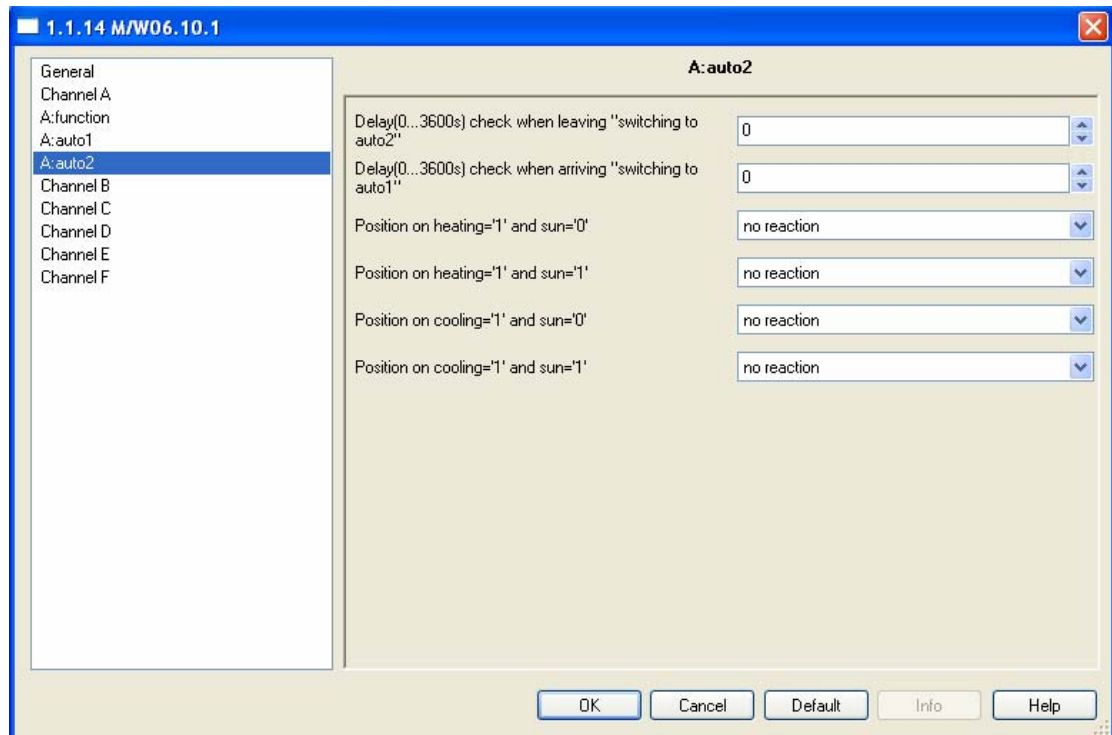 1.1.14 M/W06.10.1
General
Channel A
A:function
A:auto1
A:auto2
Channel B
Channel C
Channel D
Channel E
Channel F
A:auto2
Delay(0...3600s) check when leaving "switching to
auto2"
0
Delay(0...3600s) check when arriving "switching to
auto1"
0
Position on heating='1' and sun='0'
no reaction
Position on heating='1' and sun='1'
no reaction
Position on cooling='1' and sun='0'
no reaction
Position on cooling='1' and sun='1'
no reaction
OK
Cancel
Default
Info
Help